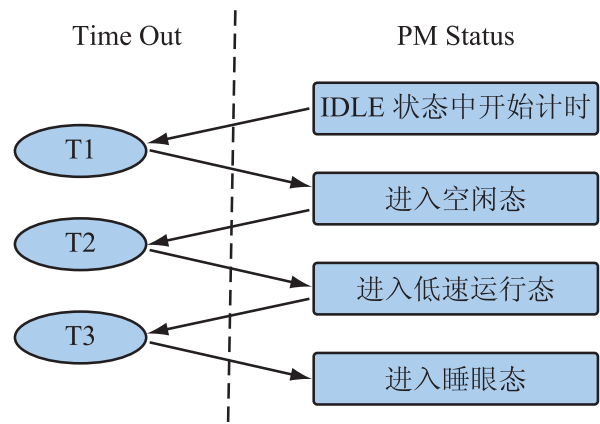 Time Out
PM Status
IDLE 状态中开始计时
T1
进入空闲态
T2
进入低速运行态
T3
进入睡眼态